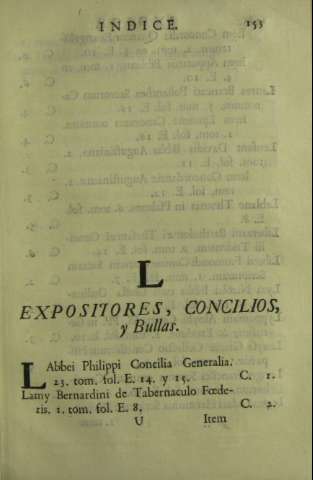 INDICE. 153
L
EXPOSITORES, CONCILIOS,
y Bullas.
LAbbei Philippi Concilia Generalia.
23. tom. fol. E. 14. y 15. C. 1.
Lamy Bernardini de Tabernaculo Fœde-
ris. 1. tom. fol. E. 8. C. 2.
U Item